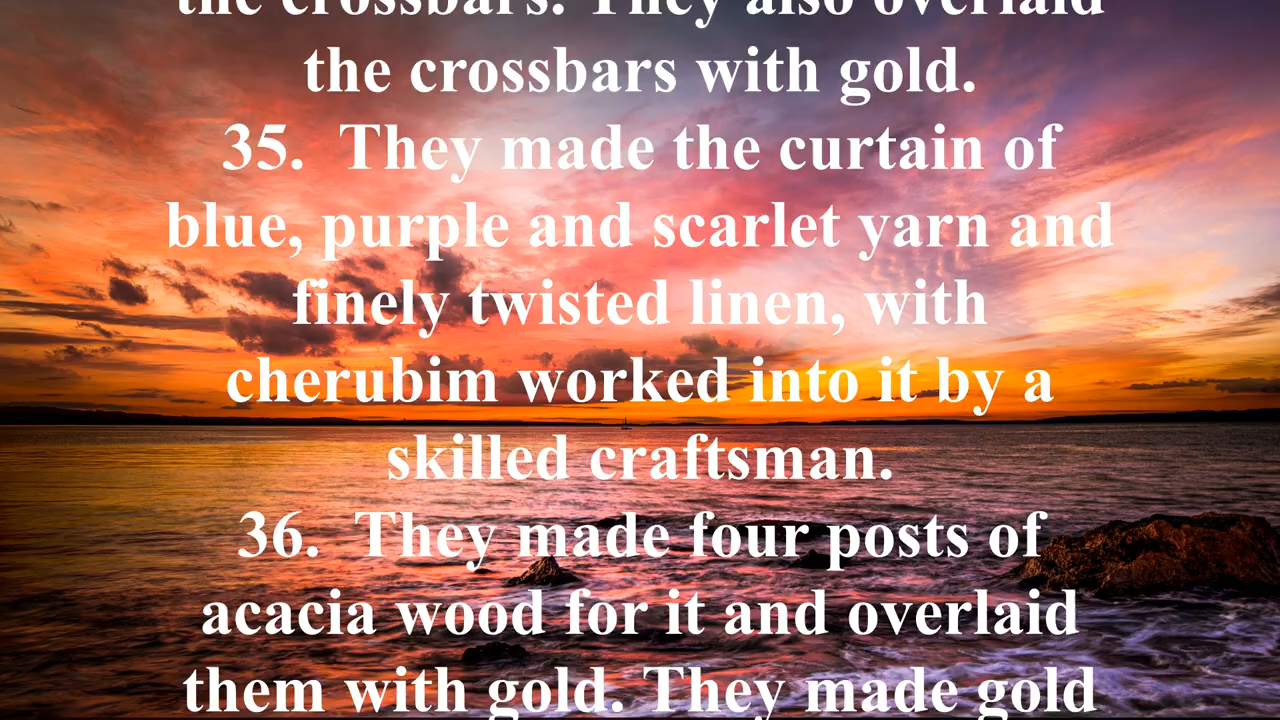 the crossbars. They also overlaid
the crossbars with gold.
35. They made the curtain of
blue, purple and scarlet yarn and
finely twisted linen, with
cherubim worked into it by a
skilled craftsman.
36. They made four posts of
acacia wood for it and overlaid
them with gold. They made gold